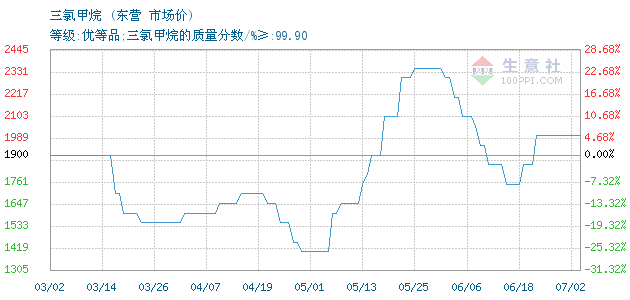 三氯甲烷 (东营 市场价)
等级:优等品;三氯甲烷的质量分数/%≥:99.90
2445 28.68%
2331 22.68%
2217 16.68%
2103 10.68%
1989 4.68%
1900 0.00%
1761 -7.32%
1647 -13.32%
1533 -19.32%
1419 -25.32%
1305 -31.32%
生意社
100PPI.COM
03/02 03/14 03/26 04/07 04/19 05/01 05/13 05/25 06/06 06/18 07/02